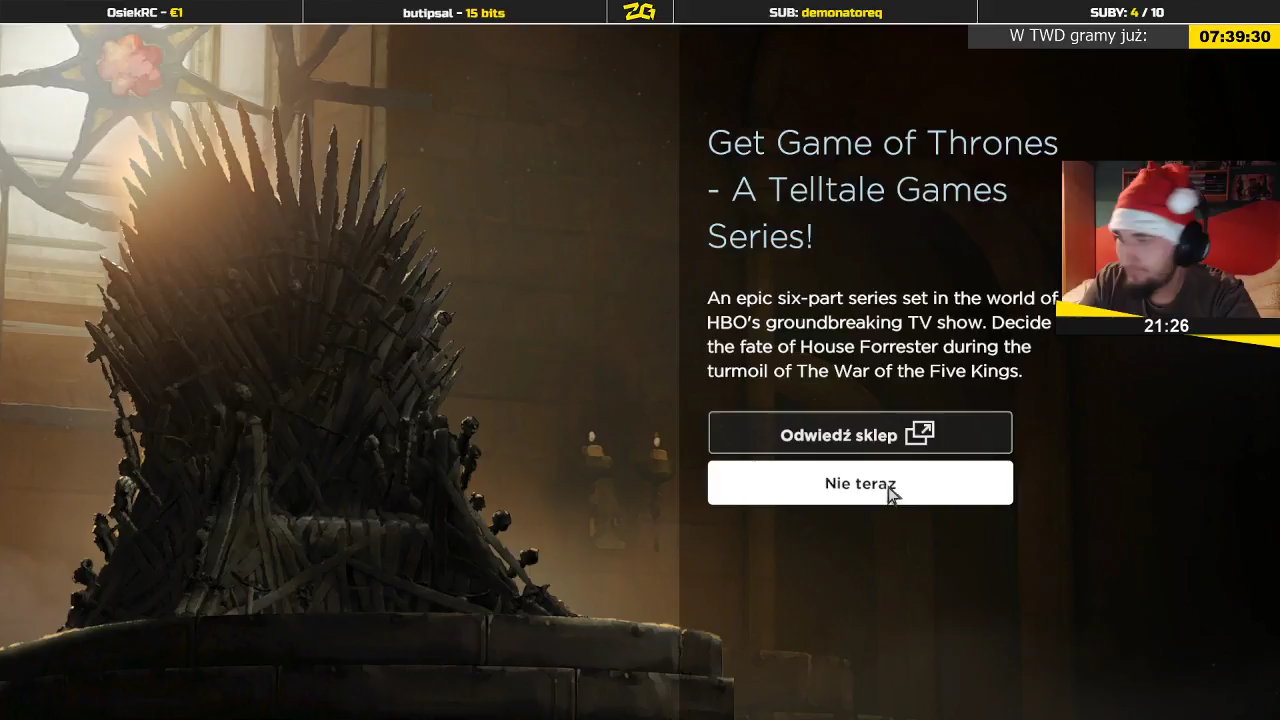 OsiekRC - €1
butipsal - 15 bits
ZG
SUB: demonatoreq
SUBY: 4 / 10
W TWD gramy już:
07:39:30
Get Game of Thrones
- A Telltale Games
Series!
An epic six-part series set in the world of
HBO's groundbreaking TV show. Decide
the fate of House Forrester during the
turmoil of The War of the Five Kings.
21:26
Odwiedź sklep
Nie teraz